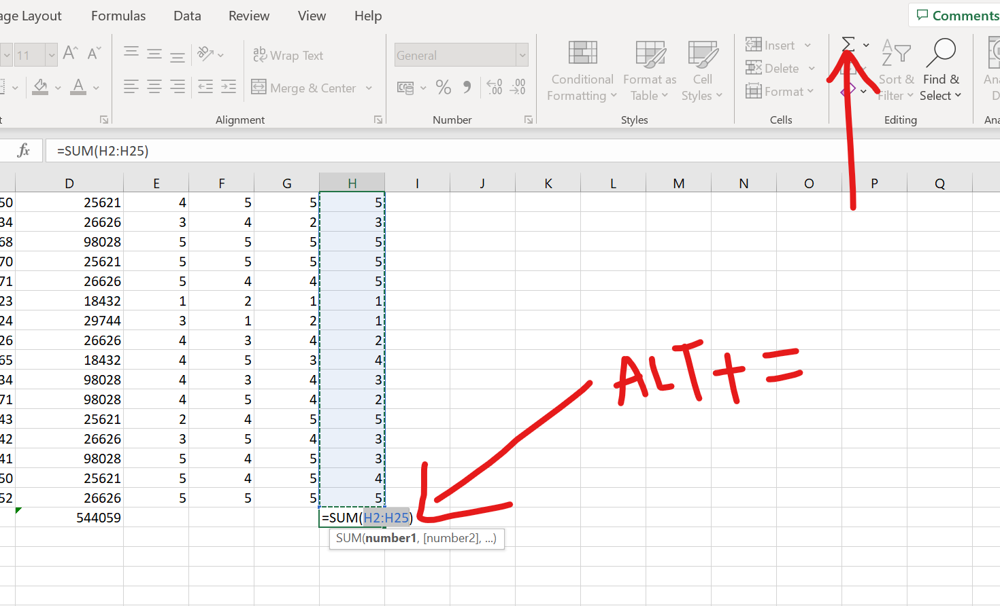 age Layout Formulas Data Review View Help Comments
11 A A ab Wrap Text General Insert Σ A Z
Conditional Format as Cell Delete Sort & Find & Ana
A Merge & Center % 9 .00 .00 Formatting Table Styles Format Filter Select D
t Alignment Number Styles Cells Editing Ana
fx =SUM(H2:H25)
D E F G H I J K L M N O P Q
50 25621 4 5 5 5
34 26626 3 4 2 3
68 98028 5 5 5 5
70 25621 5 5 5 5
71 26626 5 4 4 5
23 18432 1 2 1 1
24 29744 3 1 2 1
26 26626 4 3 4 2
65 18432 4 5 3 4
34 98028 4 3 4 3
ALT+=
71 98028 4 5 4 2
43 25621 2 4 5 5
42 26626 3 5 4 3
41 98028 5 4 5 3
50 25621 5 4 5 4
52 26626 5 5 5 5
544059 =SUM(H2:H25)
SUM(number1, [number2], ...)